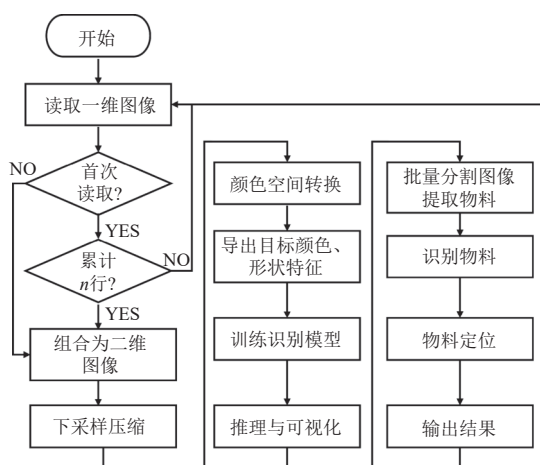 开始
读取一维图像
NO
首次
读取?
YES
累计
n行?
NO
YES
组合为二维
图像
下采样压缩
颜色空间转换
导出目标颜色、
形状特征
训练识别模型
推理与可视化
批量分割图像
提取物料
识别物料
物料定位
输出结果